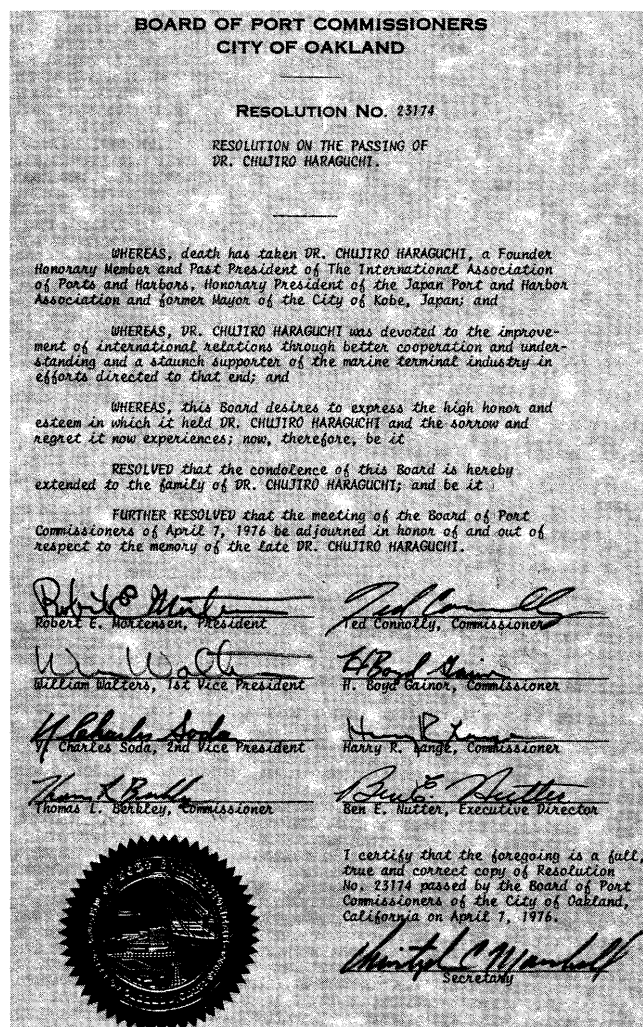 BOARD OF PORT COMMISSIONERS
CITY OF OAKLAND
RESOLUTION NO. 23174
RESOLUTION ON THE PASSING OF
DR. CHUJIRO HARAGUCHI.
WHEREAS, death has taken DR. CHUJIRO HARAGUCHI, a Founder
Honorary Member and Past President of The International Association
of Ports and Harbors, Honorary President of the Japan Port and Harbor
Association and former Mayor of the City of Kobe, Japan; and
WHEREAS, DR. CHUJIRO HARAGUCHI was devoted to the improve-
ment of international relations through better cooperation and under-
standing and a staunch supporter of the marine terminal industry in
efforts directed to that end; and
WHEREAS, this Board desires to express the high honor and
esteem in which it held DR. CHUJIRO HARAGUCHI and the sorrow and
regret it now experiences; now, therefore, be it
RESOLVED that the condolence of this Board is hereby
extended to the family of DR. CHUJIRO HARAGUCHI; and be it
FURTHER RESOLVED that the meeting of the Board of Port
Commissioners of April 7, 1976 be adjourned in honor of and out of
respect to the memory of the late DR. CHUJIRO HARAGUCHI.
Robert E. Mortensen, President
Ted Connolly
Ted Connolly, Commissioner
William Walters, 1st Vice President
H Boyd Gainor
H. Boyd Gainor, Commissioner
Y Charles Soda
Y. Charles Soda, 2nd Vice President
Harry R. Lange
Harry R. Lange, Commissioner
Thomas L. Berkley, Commissioner
Ben E. Nutter
Ben E. Nutter, Executive Director
I certify that the foregoing is a full,
true and correct copy of Resolution
No. 23174 passed by the Board of Port
Commissioners of the City of Oakland,
California on April 7, 1976.
Secretary